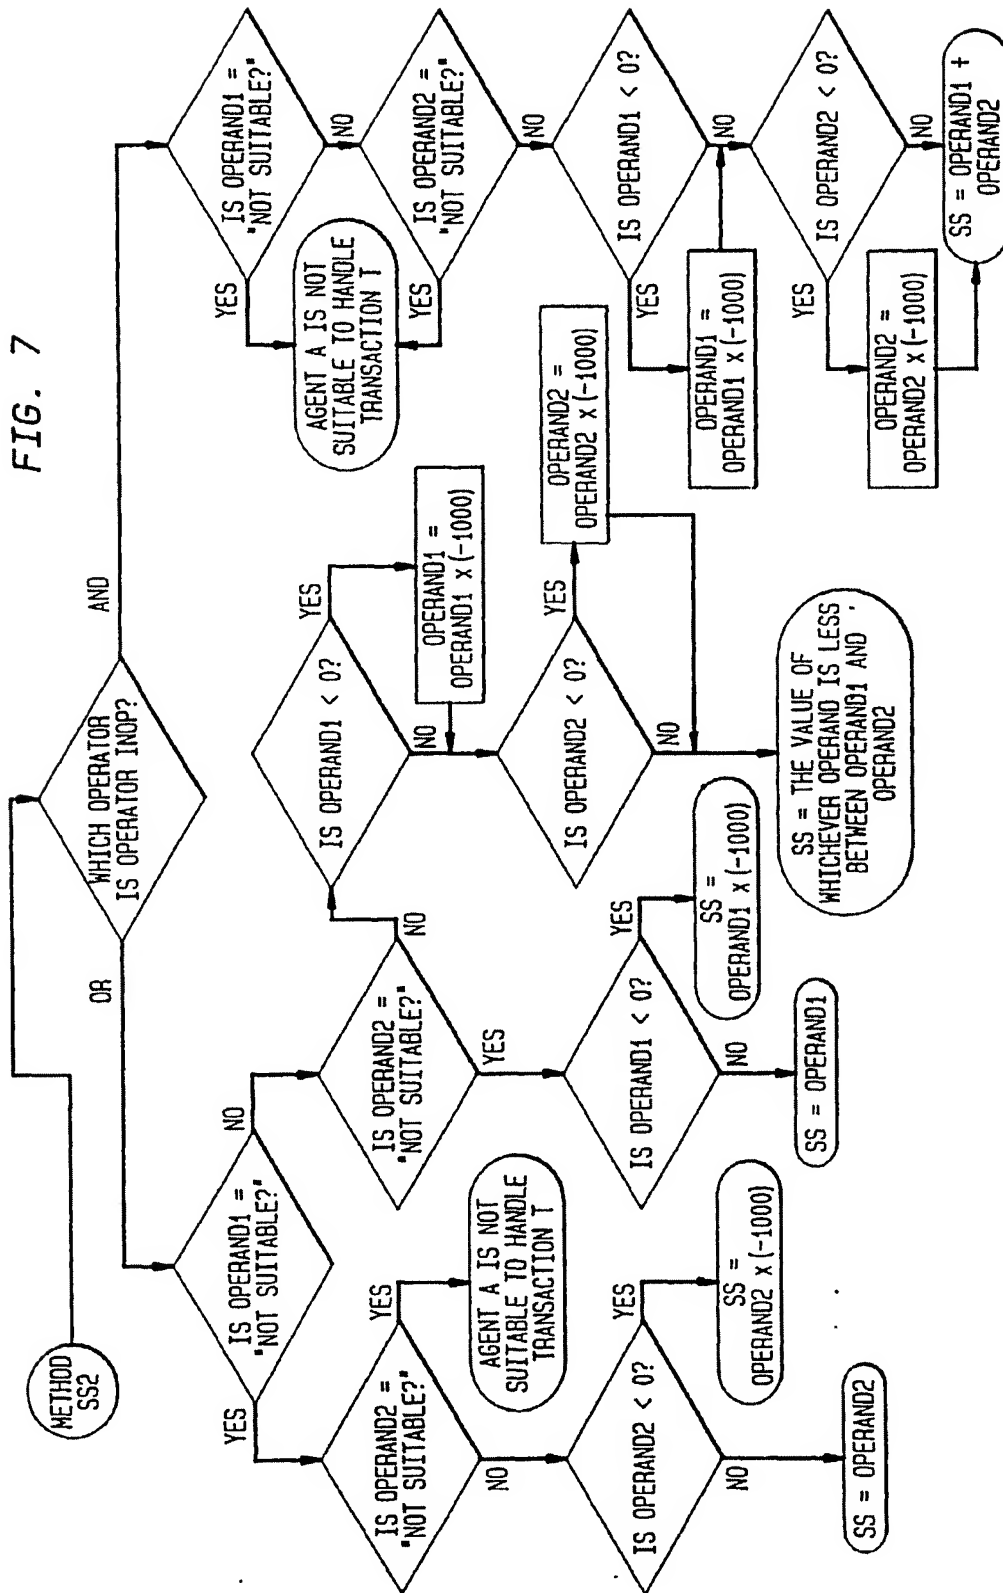 FIG. 7
METHOD
SS2
WHICH OPERATOR
IS OPERATOR INOP?
OR
AND
IS OPERAND1 =
"NOT SUITABLE?"
YES
NO
IS OPERAND2 =
"NOT SUITABLE?"
YES
NO
AGENT A IS NOT
SUITABLE TO HANDLE
TRANSACTION T
IS OPERAND2 < 0?
YES
NO
SS =
OPERAND2 x (-1000)
SS = OPERAND2
IS OPERAND2 =
"NOT SUITABLE?"
NO
YES
IS OPERAND1 < 0?
YES
NO
SS =
OPERAND1 x (-1000)
SS = OPERAND1
IS OPERAND1 < 0?
YES
NO
OPERAND1 =
OPERAND1 x (-1000)
IS OPERAND2 < 0?
YES
NO
OPERAND2 =
OPERAND2 x (-1000)
SS = THE VALUE OF
WHICHEVER OPERAND IS LESS
BETWEEN OPERAND1 AND
OPERAND2
IS OPERAND1 =
"NOT SUITABLE?"
YES
NO
AGENT A IS NOT
SUITABLE TO HANDLE
TRANSACTION T
IS OPERAND2 =
"NOT SUITABLE?"
YES
NO
IS OPERAND1 < 0?
YES
NO
OPERAND1 =
OPERAND1 x (-1000)
IS OPERAND2 < 0?
YES
NO
OPERAND2 =
OPERAND2 x (-1000)
SS = OPERAND1 +
OPERAND2